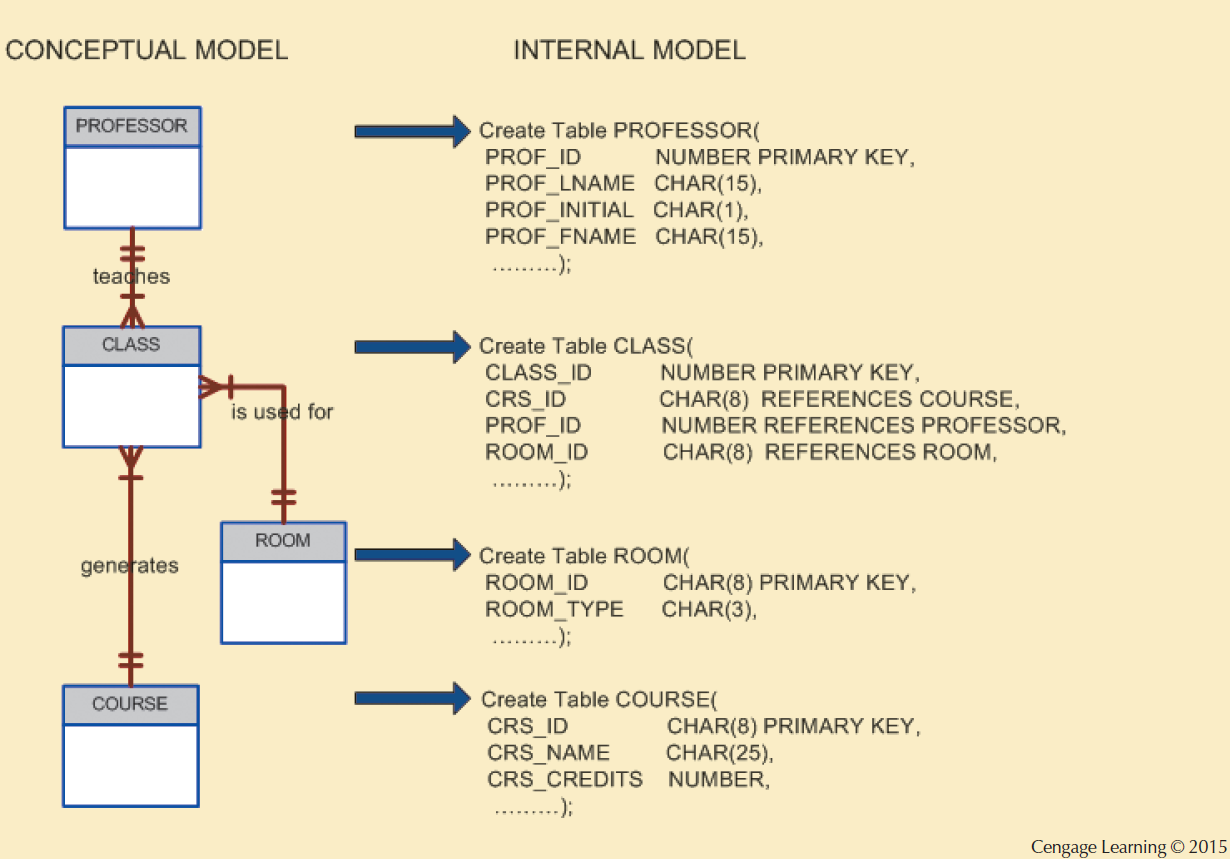 CONCEPTUAL MODEL
INTERNAL MODEL
PROFESSOR
teaches
CLASS
is used for
ROOM
generates
COURSE
Create Table PROFESSOR(
PROF_ID NUMBER PRIMARY KEY,
PROF_LNAME CHAR(15),
PROF_INITIAL CHAR(1),
PROF_FNAME CHAR(15),
.........);
Create Table CLASS(
CLASS_ID NUMBER PRIMARY KEY,
CRS_ID CHAR(8) REFERENCES COURSE,
PROF_ID NUMBER REFERENCES PROFESSOR,
ROOM_ID CHAR(8) REFERENCES ROOM,
.........);
Create Table ROOM(
ROOM_ID CHAR(8) PRIMARY KEY,
ROOM_TYPE CHAR(3),
.........);
Create Table COURSE(
CRS_ID CHAR(8) PRIMARY KEY,
CRS_NAME CHAR(25),
CRS_CREDITS NUMBER,
.........);
Cengage Learning © 2015